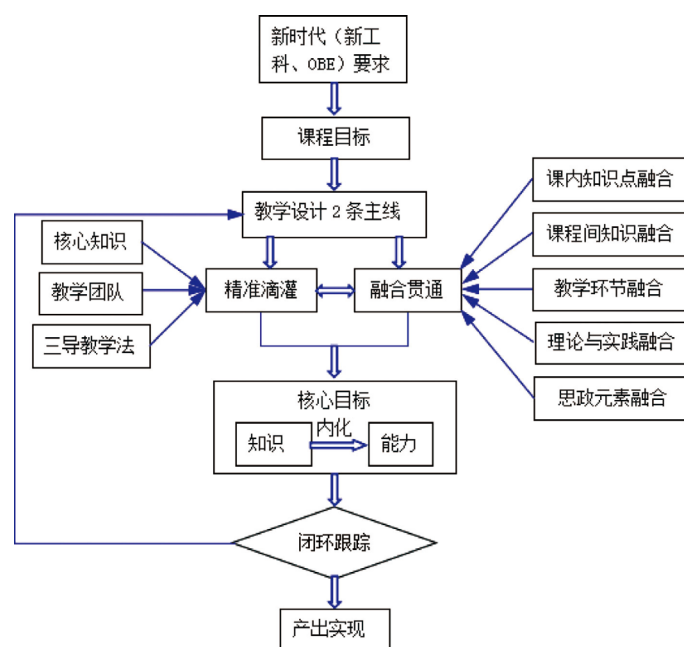 新时代（新工
科、OBE）要求
课程目标
教学设计2条主线
核心知识
教学团队
三导教学法
精准滴灌
融合贯通
课内知识点融合
课程间知识融合
教学环节融合
理论与实践融合
思政元素融合
核心目标
知识
内化
能力
闭环跟踪
产出实现